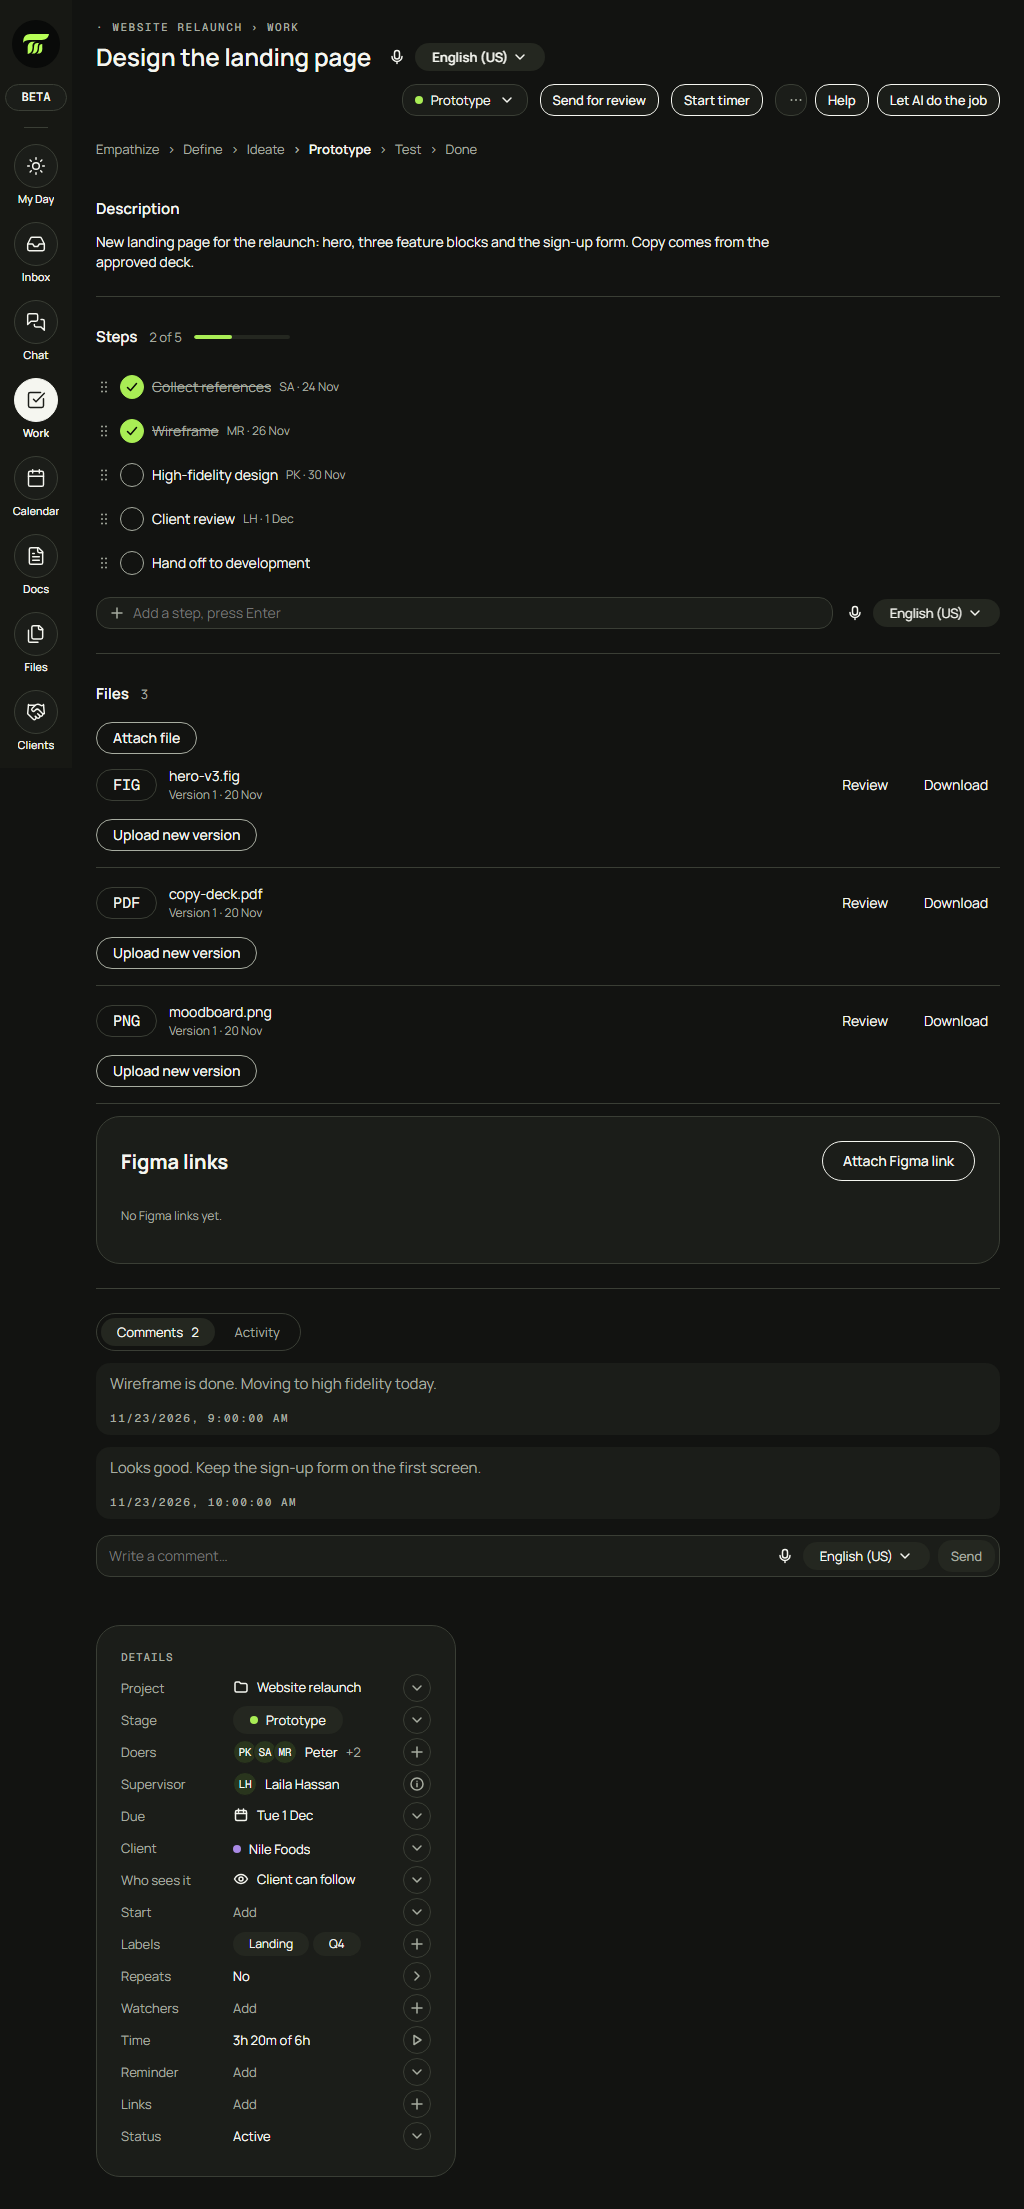 · WEBSITE RELAUNCH › WORK
Design the landing page
English (US)
BETA
Prototype
Send for review
Start timer
···
Help
Let AI do the job
Empathize › Define › Ideate › Prototype › Test › Done
My Day
Inbox
Chat
Work
Calendar
Docs
Files
Clients
Description
New landing page for the relaunch: hero, three feature blocks and the sign-up form. Copy comes from the
approved deck.
Steps 2 of 5
Collect references SA · 24 Nov
Wireframe MR · 26 Nov
High-fidelity design PK · 30 Nov
Client review LH · 1 Dec
Hand off to development
Add a step, press Enter
English (US)
Files 3
Attach file
FIG
hero-v3.fig
Version 1 · 20 Nov
Review
Download
Upload new version
PDF
copy-deck.pdf
Version 1 · 20 Nov
Review
Download
Upload new version
PNG
moodboard.png
Version 1 · 20 Nov
Review
Download
Upload new version
Figma links
Attach Figma link
No Figma links yet.
Comments 2
Activity
Wireframe is done. Moving to high fidelity today.
11/23/2026, 9:00:00 AM
Looks good. Keep the sign-up form on the first screen.
11/23/2026, 10:00:00 AM
Write a comment...
English (US)
Send
DETAILS
Project Website relaunch
Stage Prototype
Doers PK SA MR Peter +2
Supervisor LH Laila Hassan
Due Tue 1 Dec
Client Nile Foods
Who sees it Client can follow
Start Add
Labels Landing Q4
Repeats No
Watchers Add
Time 3h 20m of 6h
Reminder Add
Links Add
Status Active